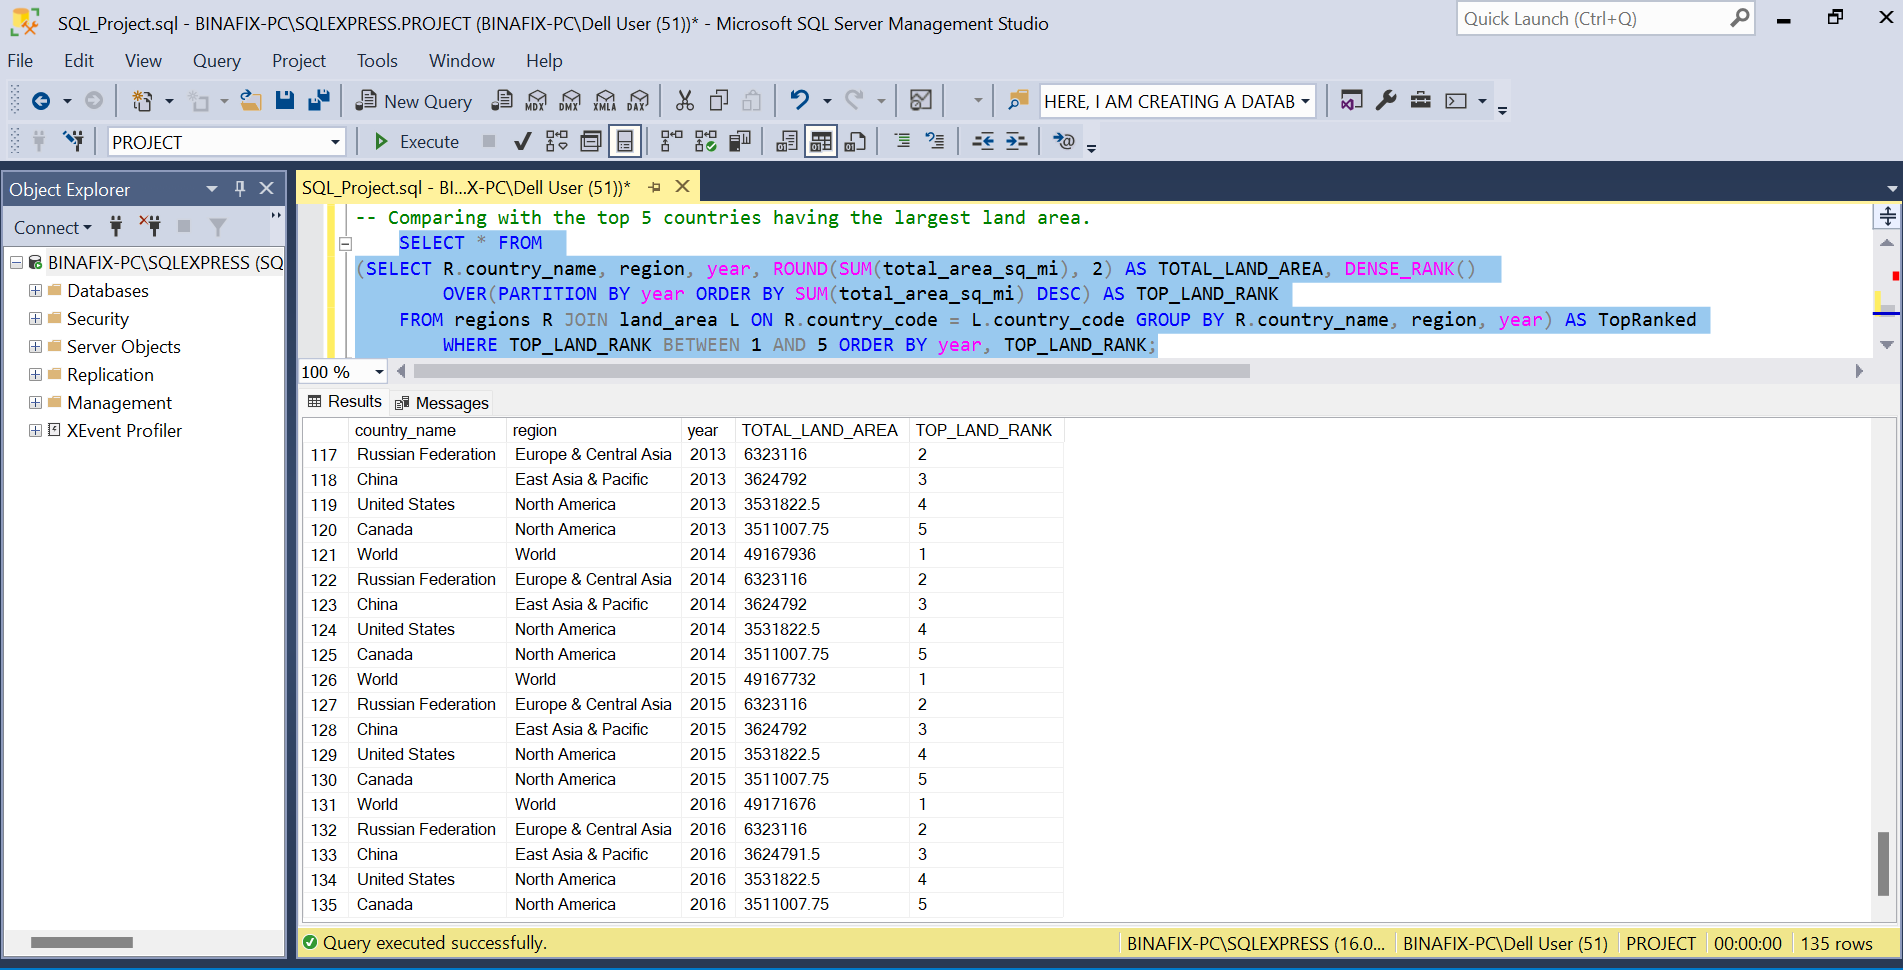 SQL_Project.sql - BINAFIX-PC\SQLEXPRESS.PROJECT (BINAFIX-PC\Dell User (51))* - Microsoft SQL Server Management Studio
Quick Launch (Ctrl+Q)
File Edit View Query Project Tools Window Help
New Query MDX DMX XMLA DAX HERE, I AM CREATING A DATAB
PROJECT Execute
Object Explorer
SQL_Project.sql - BI...X-PC\Dell User (51))*
Connect
BINAFIX-PC\SQLEXPRESS (SQ
Databases
Security
Server Objects
Replication
Management
XEvent Profiler
-- Comparing with the top 5 countries having the largest land area.
SELECT * FROM
(SELECT R.country_name, region, year, ROUND(SUM(total_area_sq_mi), 2) AS TOTAL_LAND_AREA, DENSE_RANK()
OVER(PARTITION BY year ORDER BY SUM(total_area_sq_mi) DESC) AS TOP_LAND_RANK
FROM regions R JOIN land_area L ON R.country_code = L.country_code GROUP BY R.country_name, region, year) AS TopRanked
WHERE TOP_LAND_RANK BETWEEN 1 AND 5 ORDER BY year, TOP_LAND_RANK;
100 %
Results Messages
country_name region year TOTAL_LAND_AREA TOP_LAND_RANK
117 Russian Federation Europe & Central Asia 2013 6323116 2
118 China East Asia & Pacific 2013 3624792 3
119 United States North America 2013 3531822.5 4
120 Canada North America 2013 3511007.75 5
121 World World 2014 49167936 1
122 Russian Federation Europe & Central Asia 2014 6323116 2
123 China East Asia & Pacific 2014 3624792 3
124 United States North America 2014 3531822.5 4
125 Canada North America 2014 3511007.75 5
126 World World 2015 49167732 1
127 Russian Federation Europe & Central Asia 2015 6323116 2
128 China East Asia & Pacific 2015 3624792 3
129 United States North America 2015 3531822.5 4
130 Canada North America 2015 3511007.75 5
131 World World 2016 49171676 1
132 Russian Federation Europe & Central Asia 2016 6323116 2
133 China East Asia & Pacific 2016 3624791.5 3
134 United States North America 2016 3531822.5 4
135 Canada North America 2016 3511007.75 5
Query executed successfully. BINAFIX-PC\SQLEXPRESS (16.0... BINAFIX-PC\Dell User (51) PROJECT 00:00:00 135 rows